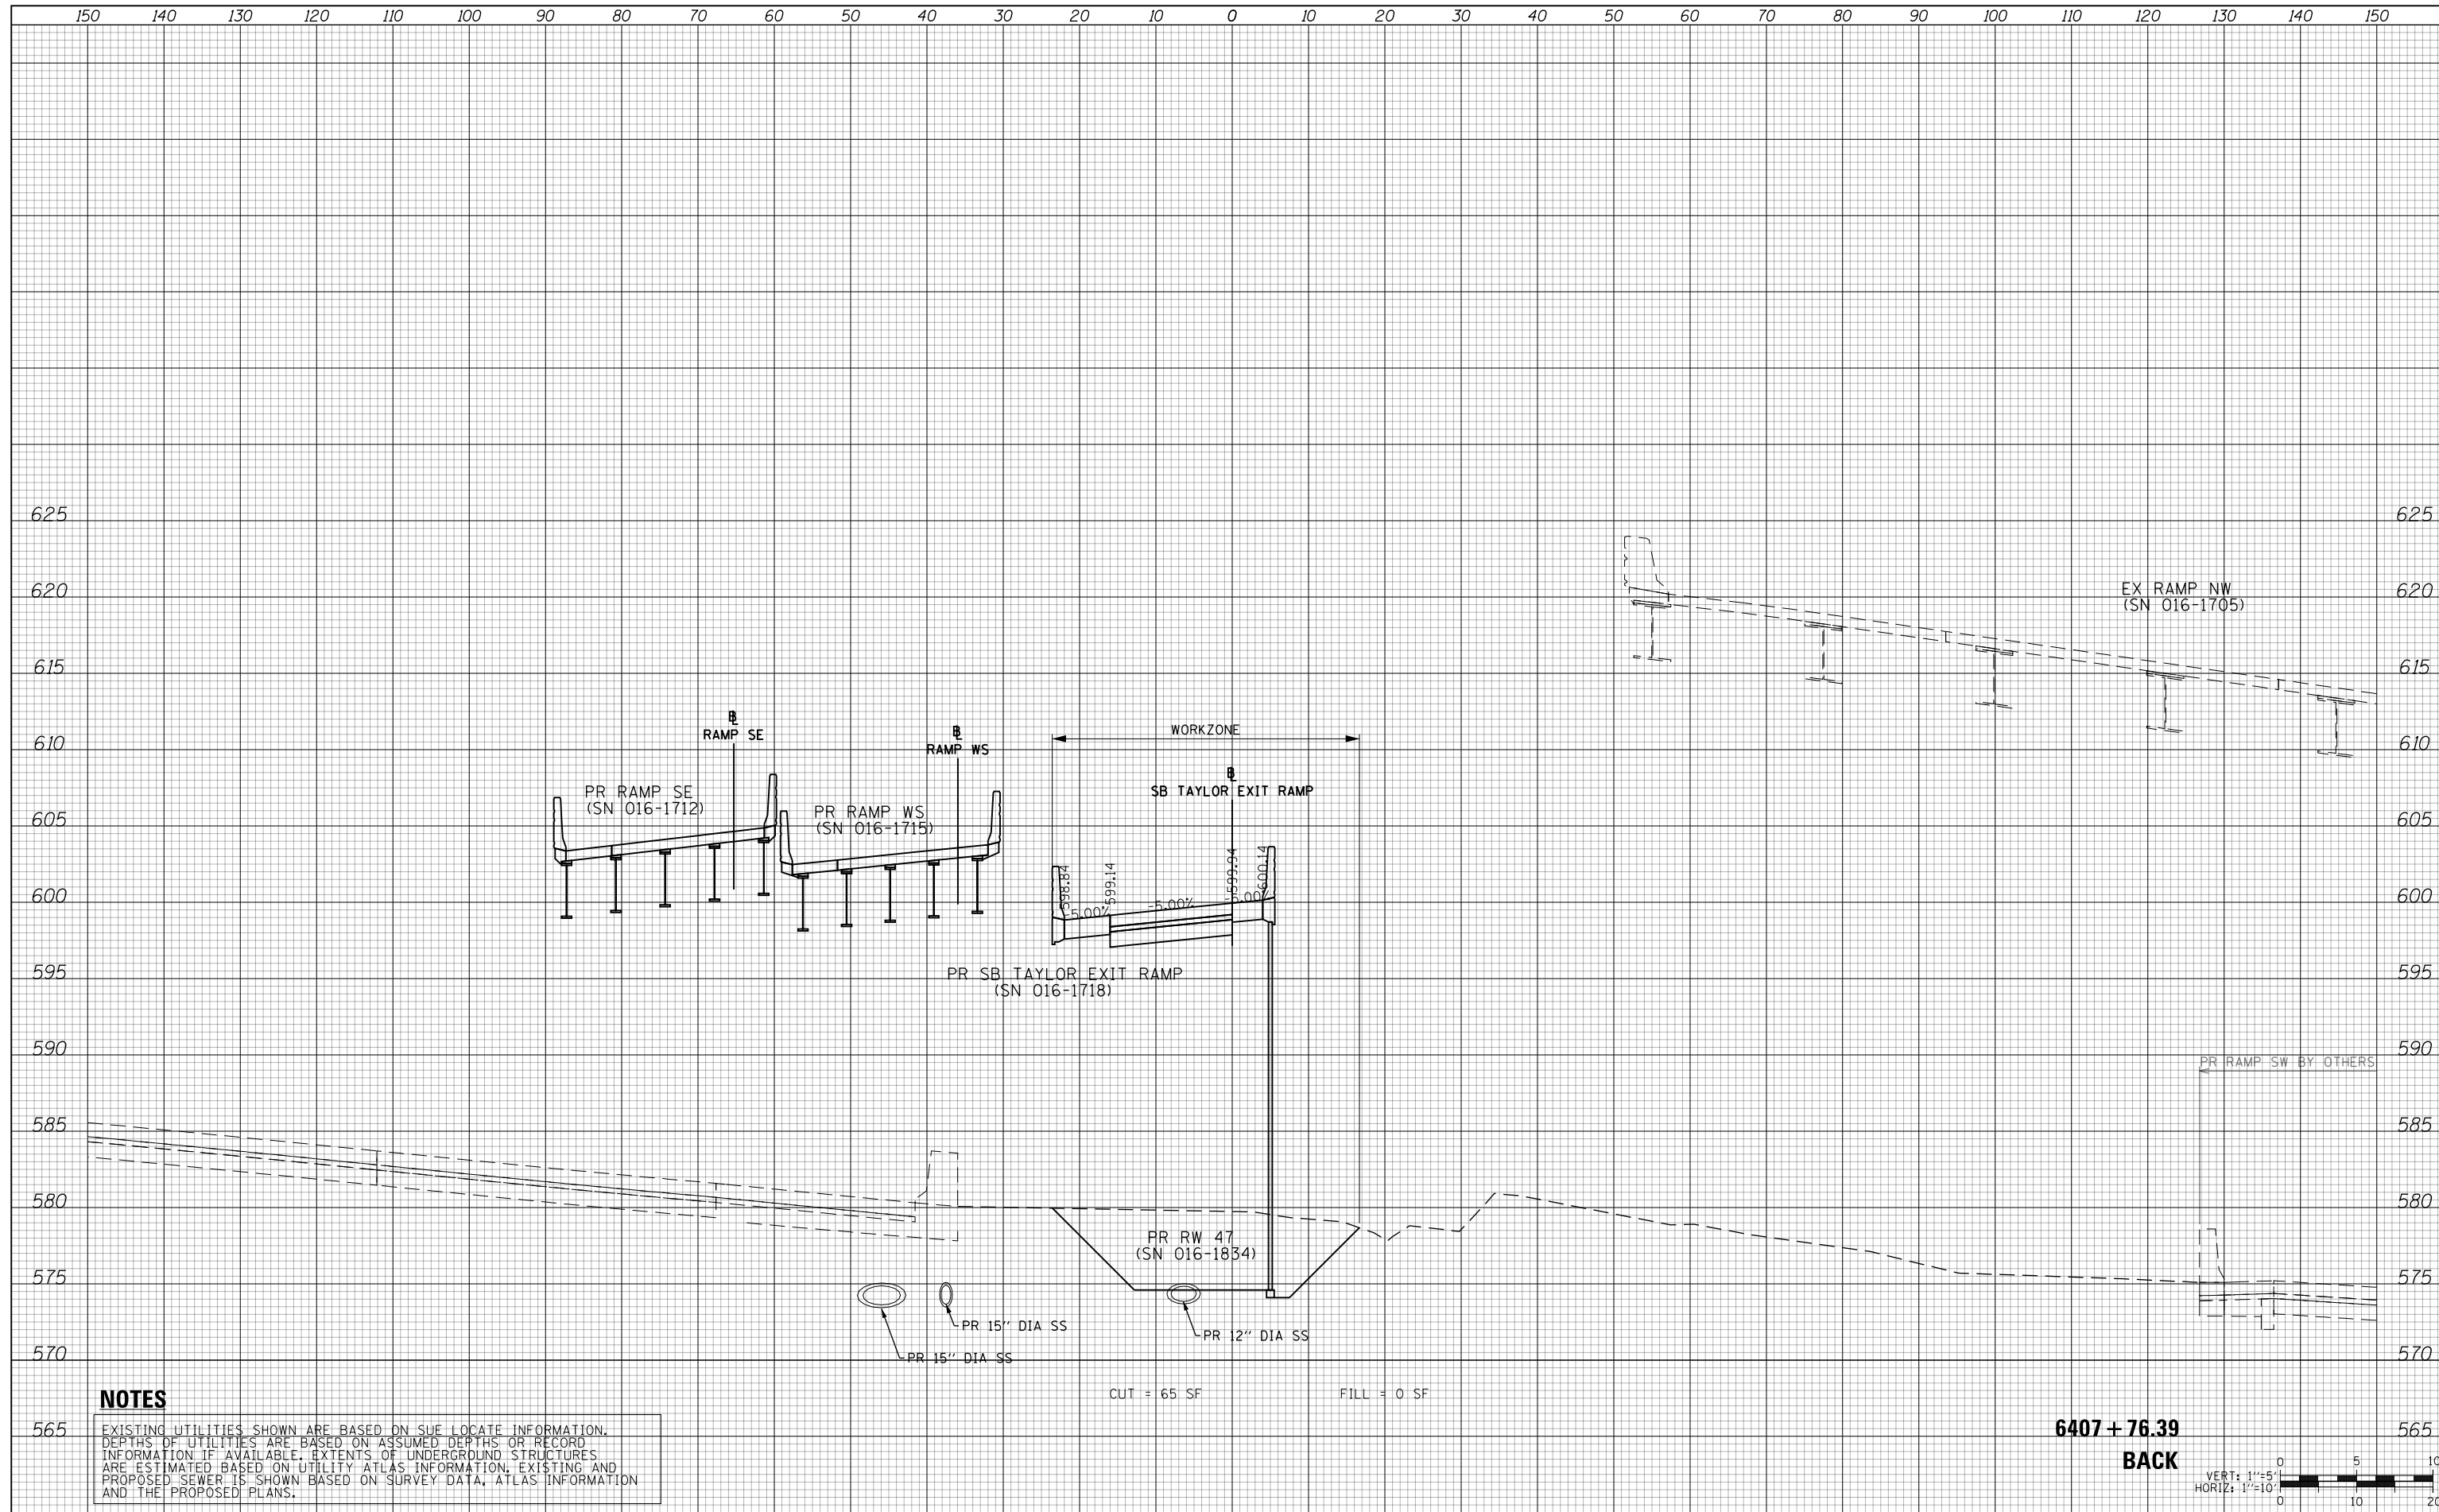 150 140 130 120 110 100 90 80 70 60 50 40 30 20 10 0 10 20 30 40 50 60 70 80 90 100 110 120 130 140 150
625 625
620 620
EX RAMP NW
(SN 016-1705)
615 615
610 610
RAMP SE
RAMP WS
WORKZONE
SB TAYLOR EXIT RAMP
PR RAMP SE
(SN 016-1712)
PR RAMP WS
(SN 016-1715)
605 605
598.84
599.14
599.94
600.14
-5.00%
-5.00%
-5.00%
600 600
595 595
PR SB TAYLOR EXIT RAMP
(SN 016-1718)
590 590
PR RAMP SW BY OTHERS
585 585
580 580
PR RW 47
(SN 016-1834)
575 575
PR 15'' DIA SS
PR 12'' DIA SS
PR 15'' DIA SS
570 570
CUT = 65 SF FILL = 0 SF
NOTES
565 565
EXISTING UTILITIES SHOWN ARE BASED ON SUE LOCATE INFORMATION.
DEPTHS OF UTILITIES ARE BASED ON ASSUMED DEPTHS OR RECORD
INFORMATION IF AVAILABLE. EXTENTS OF UNDERGROUND STRUCTURES
ARE ESTIMATED BASED ON UTILITY ATLAS INFORMATION. EXISTING AND
PROPOSED SEWER IS SHOWN BASED ON SURVEY DATA, ATLAS INFORMATION
AND THE PROPOSED PLANS.
6407+76.39
BACK
0 5 10
VERT: 1''=5'
HORIZ: 1''=10'
0 10 20